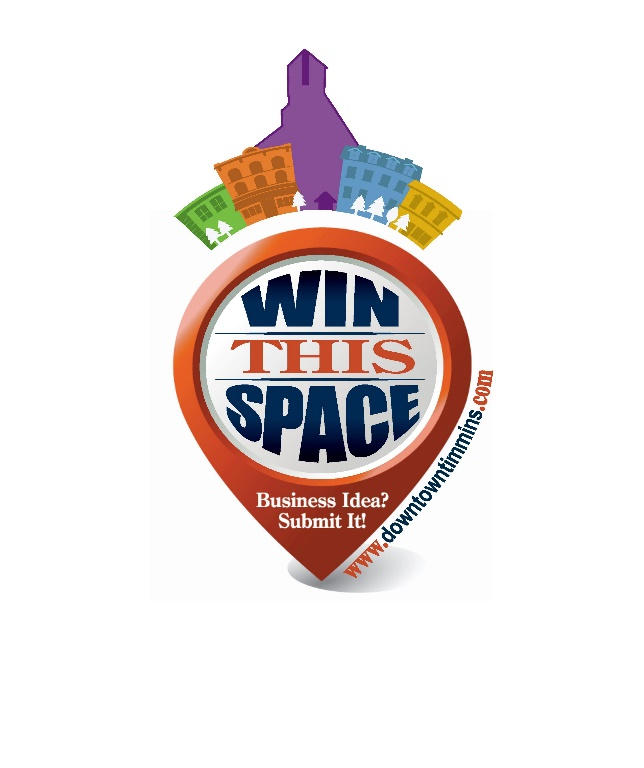 WIN
THIS
SPACE
Business Idea?
Submit It!
www.downtowntimmins.com